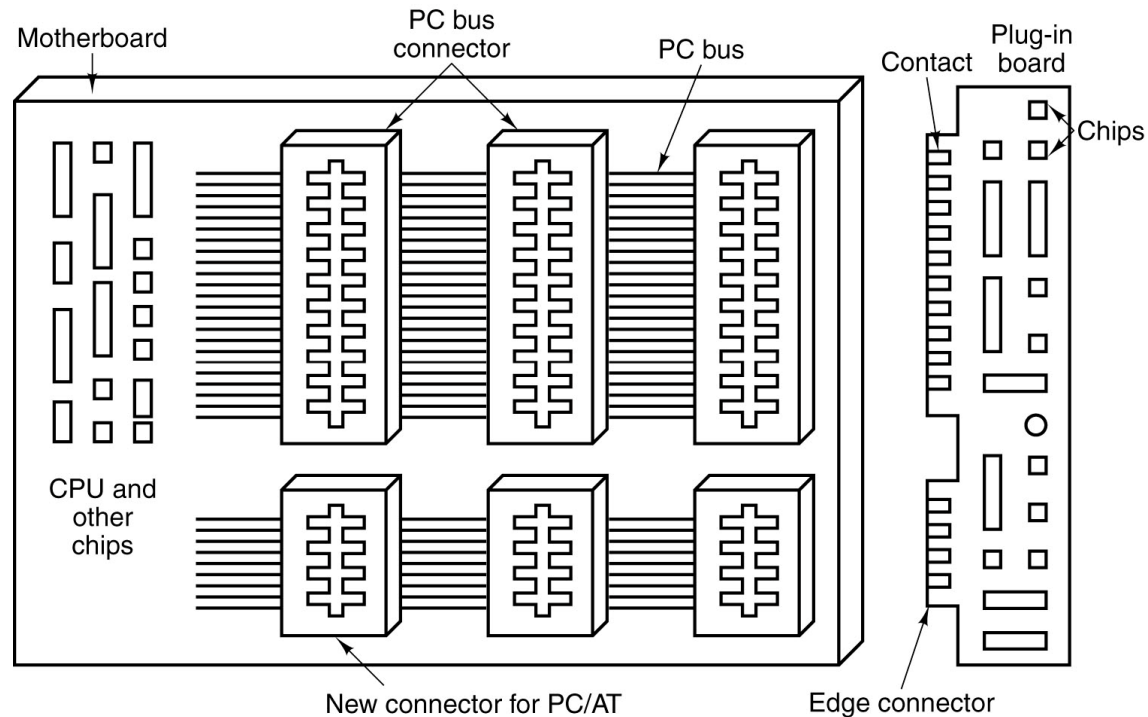 Motherboard
PC bus
connector
PC bus
Contact
Plug-in
board
Chips
CPU and
other
chips
New connector for PC/AT
Edge connector